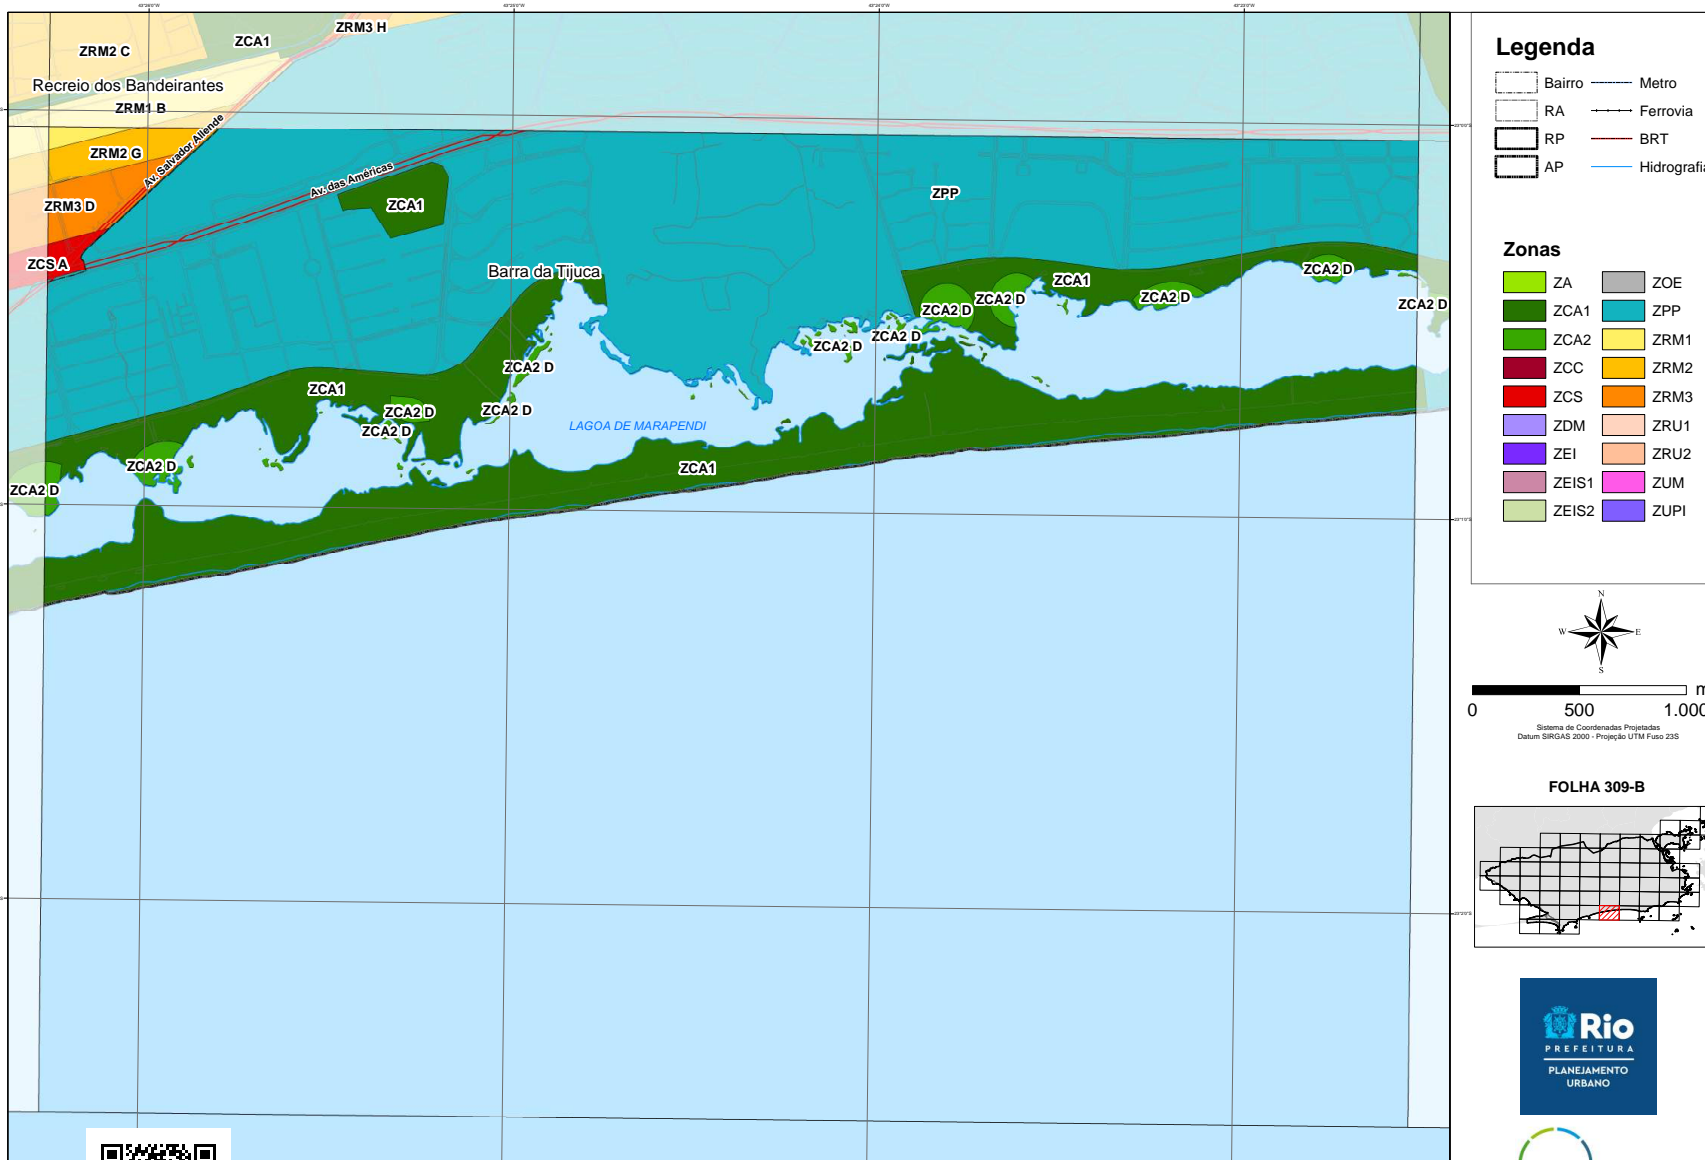 ZRM3 H
ZCA1
ZRM2 C
Recreio dos Bandeirantes
ZRM1 B
Av. Salvador Allende
ZRM2 G
Av. das Américas
ZRM3 D
ZCA1
ZPP
ZCS A
Barra da Tijuca
ZCA1
ZCA2 D
ZCA2 D
ZCA2 D
ZCA2 D
ZCA2 D
ZCA2 D
ZCA2 D
ZCA2 D
ZCA1
ZCA2 D
ZCA2 D
ZCA2 D
LAGOA DE MARAPENDI
ZCA2 D
ZCA1
ZCA2 D
ZCA2 D
Legenda
Bairro
Metro
RA
Ferrovia
RP
BRT
AP
Hidrografia
Zonas
ZA
ZOE
ZCA1
ZPP
ZCA2
ZRM1
ZCC
ZRM2
ZCS
ZRM3
ZDM
ZRU1
ZEI
ZRU2
ZEIS1
ZUM
ZEIS2
ZUPI
N
W
E
S
m
0 500 1.000
Sistema de Coordenadas Projetadas
Datum SIRGAS 2000 - Projeção UTM Fuso 23S
FOLHA 309-B
Rio
PREFEITURA
PLANEJAMENTO
URBANO